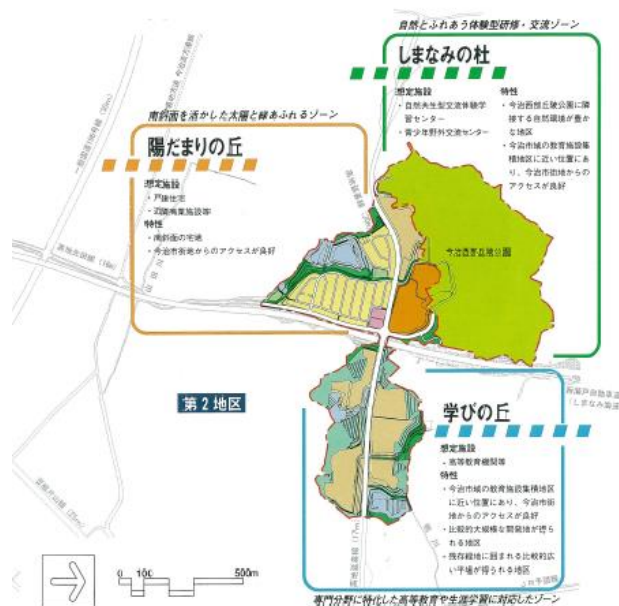 自然とふれあう体験型研修・交流ゾーン
しまなみの杜
想定施設
・自然共生型交流体験学
習センター
・青少年野外交流センター
特性
・今治西部丘陵公園に隣
接する自然環境が豊か
な地区
・今治市域の教育施設集
積地区に近い位置にあ
り、今治市街地からの
アクセスが良好
南斜面を活かした太陽と緑あふれるゾーン
陽だまりの丘
想定施設
・戸建住宅
・近隣商業施設等
特性
・南斜面の宅地
・今治市街地からのアクセスが良好
今治西部丘陵公園
第2地区
(しまなみ海道)
学びの丘
想定施設
・高等教育機関等
特性
・今治市域の教育施設集積地区
に近い位置にあり、今治市街
地からのアクセスが良好
・比較的大規模な開発地が得ら
れる地区
・残存緑地に囲まれる比較的広
い平場が得られる地区
0 100 500m
専門分野に特化した高等教育や生涯学習に対応したゾーン